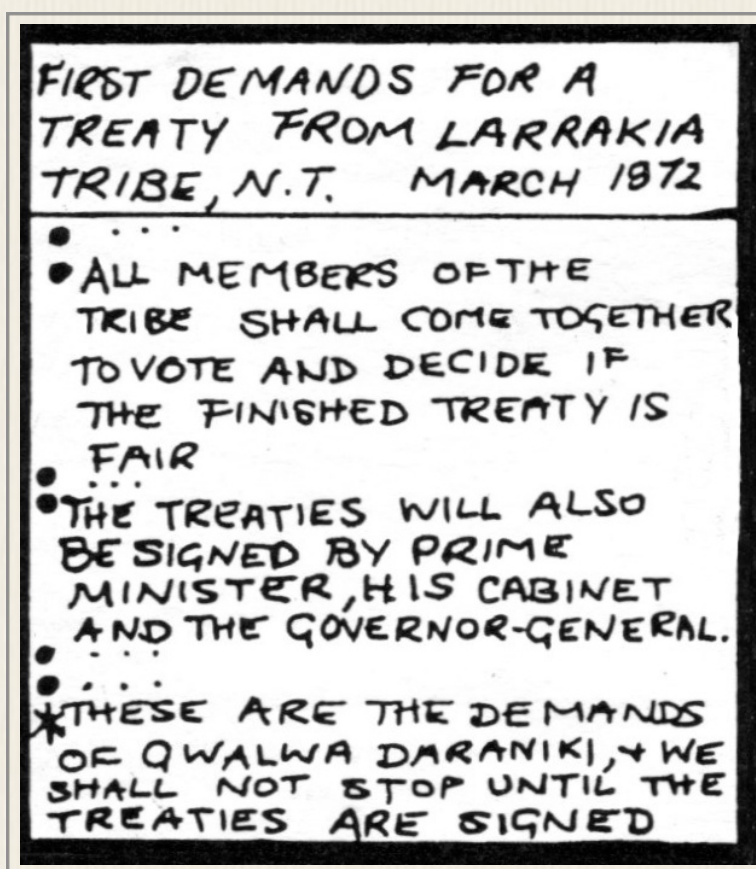 FIRST DEMANDS FOR A
TREATY FROM LARRAKIA
TRIBE, N.T. MARCH 1972
• ...
• ALL MEMBERS OF THE
TRIBE SHALL COME TOGETHER
TO VOTE AND DECIDE IF
THE FINISHED TREATY IS
FAIR
• ...
• THE TREATIES WILL ALSO
BE SIGNED BY PRIME
MINISTER, HIS CABINET
AND THE GOVERNOR-GENERAL.
• ...
• ...
*THESE ARE THE DEMANDS
OF GWALWA DARANIKI, + WE
SHALL NOT STOP UNTIL THE
TREATIES ARE SIGNED